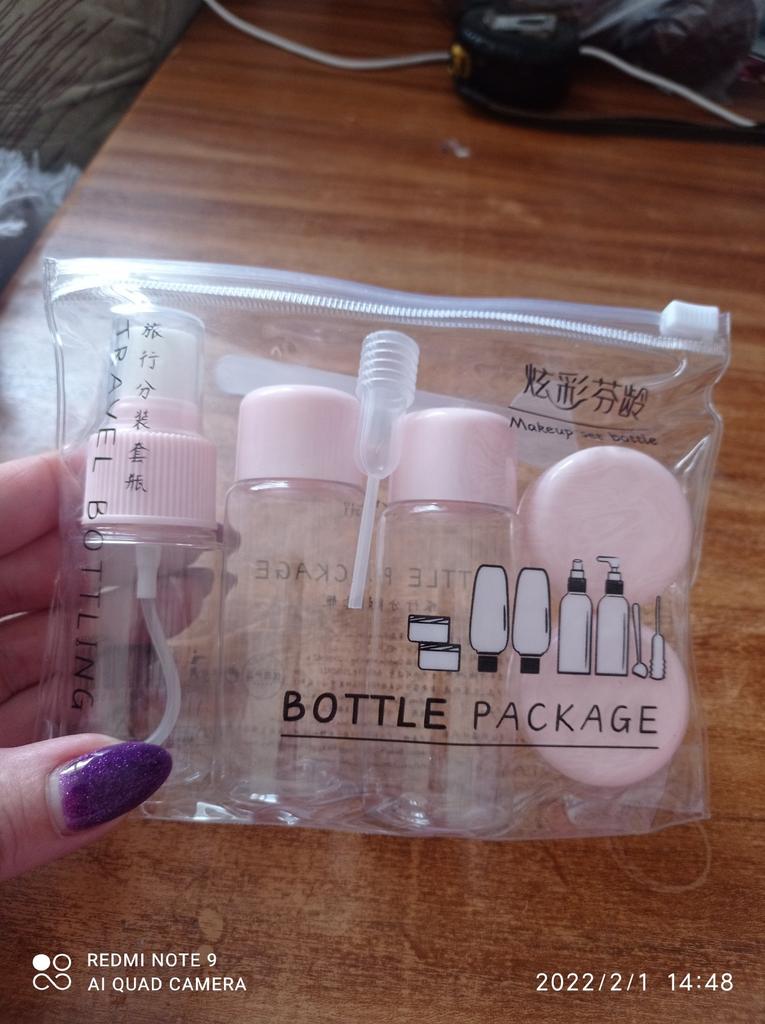 旅行分装套瓶
TRAVEL BOTTLING
炫彩芬龄
Makeup set bottle
BOTTLE PACKAGE
REDMI NOTE 9
AI QUAD CAMERA
2022/2/1 14:48